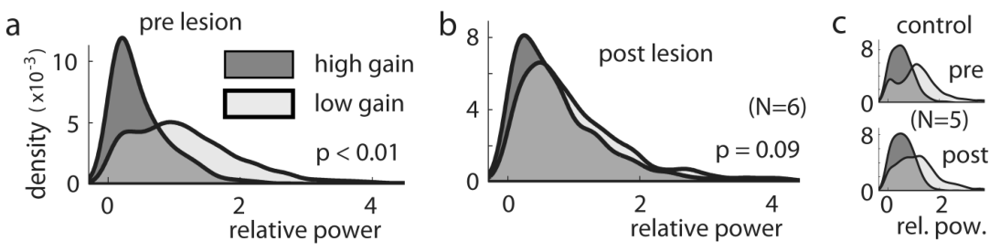 a
pre lesion
high gain
low gain
p < 0.01
density (x10-3)
10
5
0
0
2
4
relative power
b
post lesion
(N=6)
p = 0.09
8
4
0
0
2
4
relative power
c
control
pre
8
0
(N=5)
post
8
0
0
2
rel. pow.